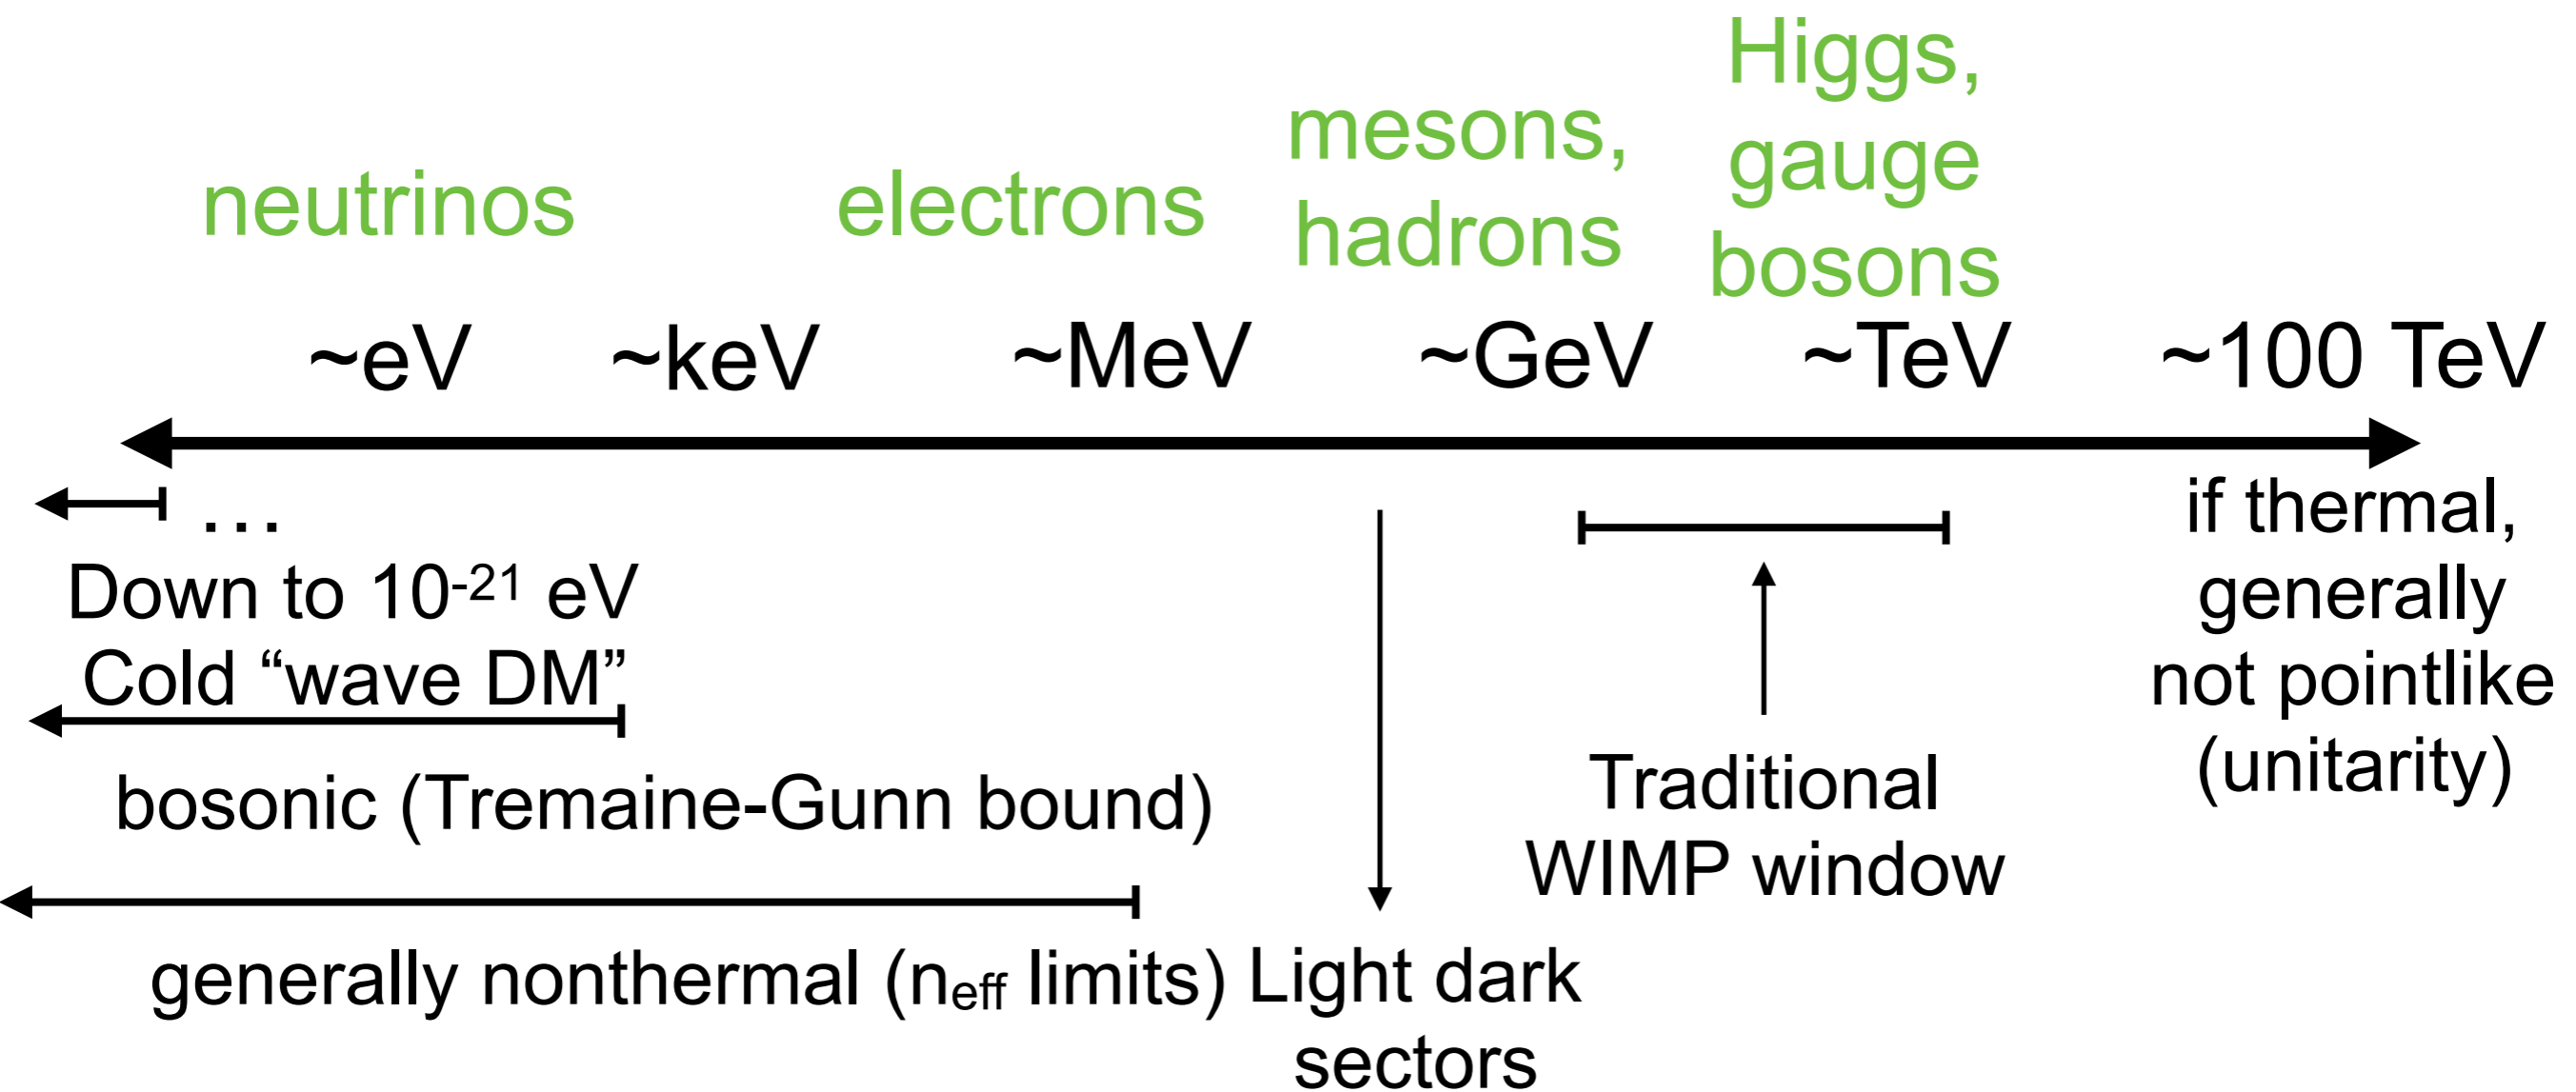 Higgs,
gauge
bosons
mesons,
hadrons
neutrinos
electrons
~eV
~keV
~MeV
~GeV
~TeV
~100 TeV
…
Down to 10⁻²¹ eV
Cold “wave DM”
bosonic (Tremaine-Gunn bound)
generally nonthermal (nₑff limits)
Light dark
sectors
Traditional
WIMP window
if thermal,
generally
not pointlike
(unitarity)